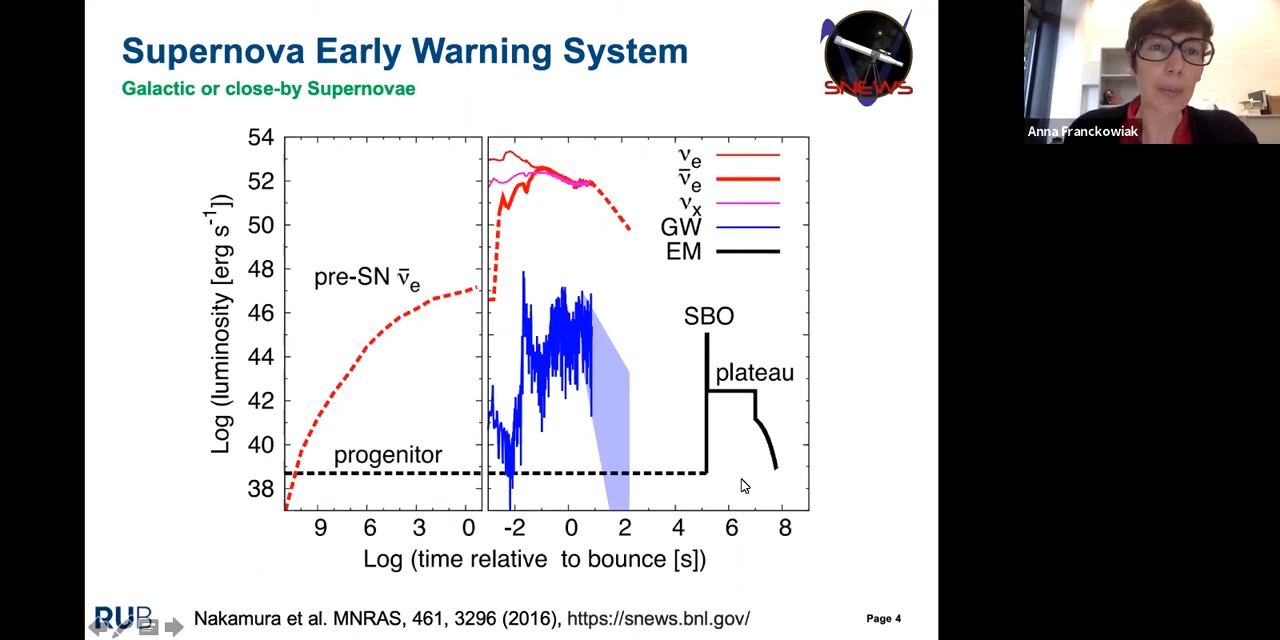 Supernova Early Warning System
Galactic or close-by Supernovae
SNEWS
Anna Franckowiak
54
52
50
48
46
44
42
40
38
Log (luminosity [erg s⁻¹])
νe
ν̄e
νx
GW
EM
pre-SN ν̄e
SBO
plateau
progenitor
9 6 3 0 -2 0 2 4 6 8
Log (time relative to bounce [s])
RUB
Nakamura et al. MNRAS, 461, 3296 (2016), https://snews.bnl.gov/
Page 4